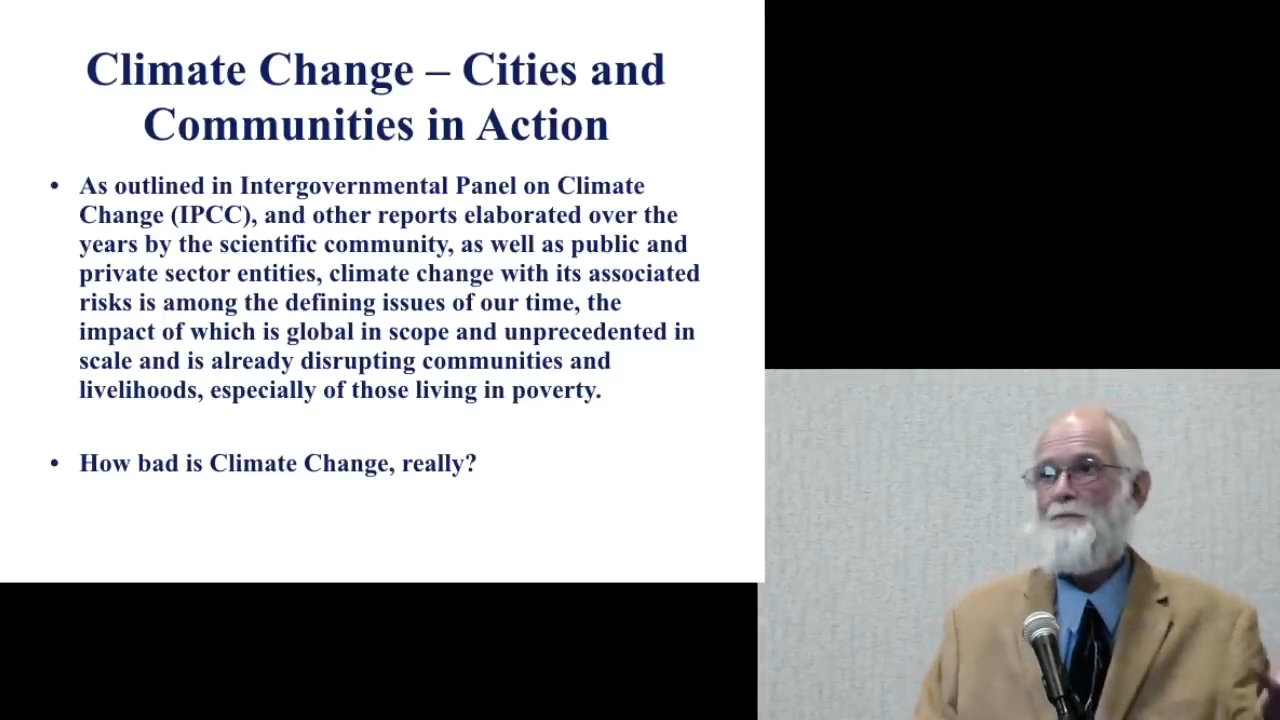 Climate Change – Cities and
Communities in Action
• As outlined in Intergovernmental Panel on Climate
Change (IPCC), and other reports elaborated over the
years by the scientific community, as well as public and
private sector entities, climate change with its associated
risks is among the defining issues of our time, the
impact of which is global in scope and unprecedented in
scale and is already disrupting communities and
livelihoods, especially of those living in poverty.
• How bad is Climate Change, really?